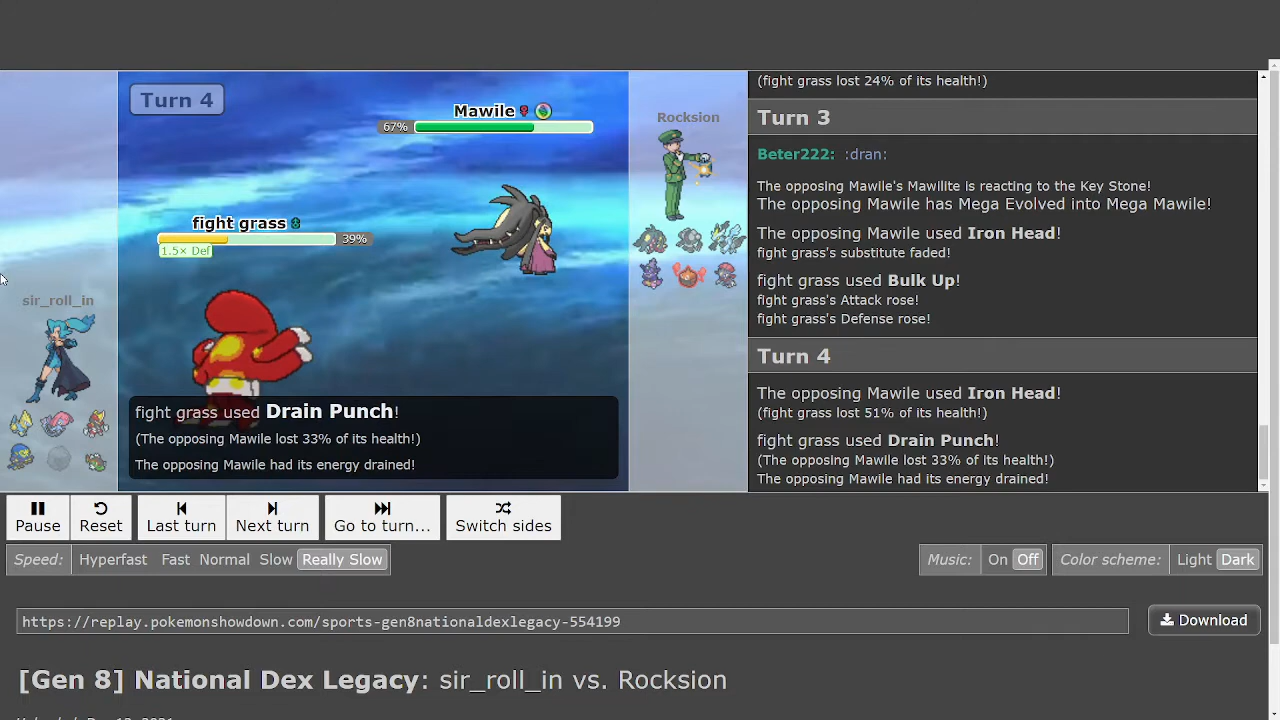 Turn 4
Mawile
67%
fight grass
39%
1.5× Def
sir_roll_in
Rocksion
fight grass used Drain Punch!
(The opposing Mawile lost 33% of its health!)
The opposing Mawile had its energy drained!
(fight grass lost 24% of its health!)
Turn 3
Beter222: :dran:
The opposing Mawile's Mawilite is reacting to the Key Stone!
The opposing Mawile has Mega Evolved into Mega Mawile!
The opposing Mawile used Iron Head!
fight grass's substitute faded!
fight grass used Bulk Up!
fight grass's Attack rose!
fight grass's Defense rose!
Turn 4
The opposing Mawile used Iron Head!
(fight grass lost 51% of its health!)
fight grass used Drain Punch!
(The opposing Mawile lost 33% of its health!)
The opposing Mawile had its energy drained!
Pause Reset Last turn Next turn Go to turn... Switch sides
Speed: Hyperfast Fast Normal Slow Really Slow
Music: On Off Color scheme: Light Dark
https://replay.pokemonshowdown.com/sports-gen8nationaldexlegacy-554199
Download
[Gen 8] National Dex Legacy: sir_roll_in vs. Rocksion